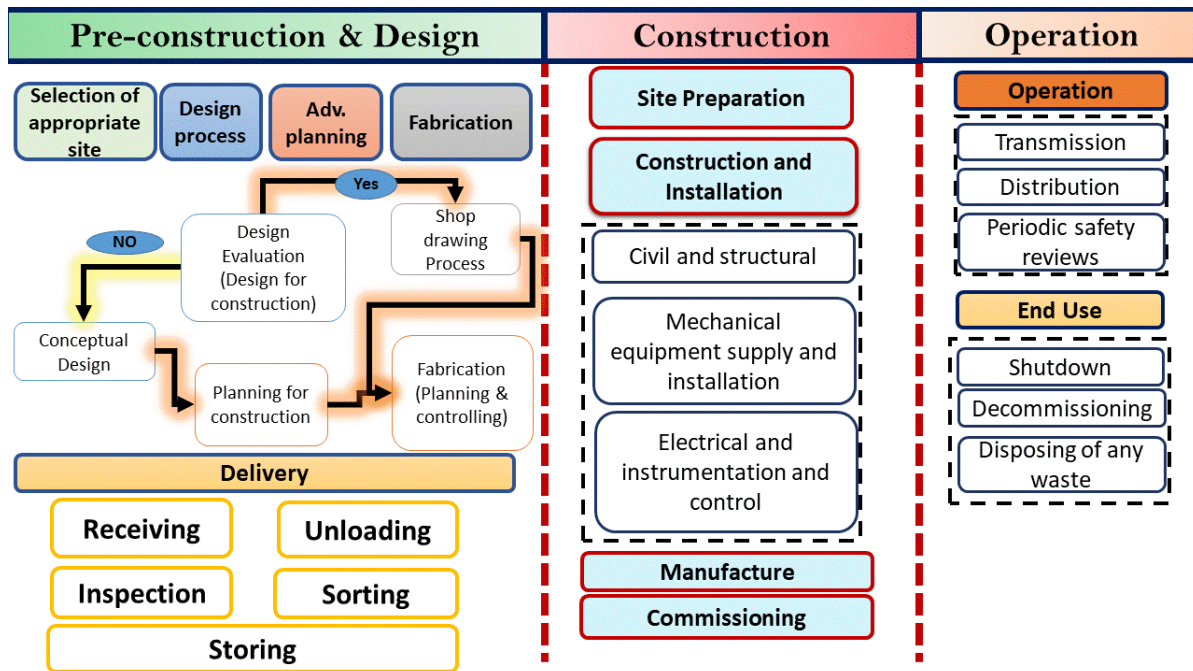 Pre-construction & Design
Construction
Operation
Selection of
appropriate
site
Design
process
Adv.
planning
Fabrication
Yes
NO
Design
Evaluation
(Design for
construction)
Shop
drawing
Process
Conceptual
Design
Planning for
construction
Fabrication
(Planning &
controlling)
Delivery
Receiving
Unloading
Inspection
Sorting
Storing
Site Preparation
Construction and
Installation
Civil and structural
Mechanical
equipment supply and
installation
Electrical and
instrumentation and
control
Manufacture
Commissioning
Operation
Transmission
Distribution
Periodic safety
reviews
End Use
Shutdown
Decommissioning
Disposing of any
waste